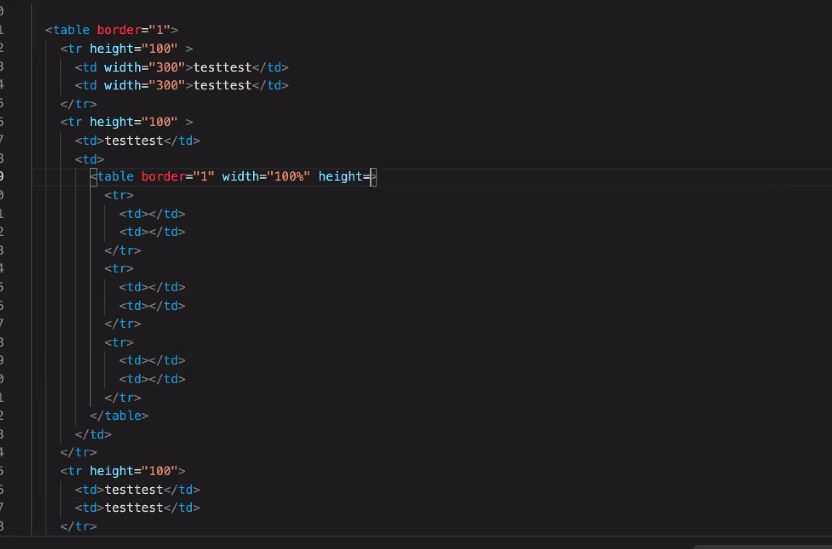 0
1 <table border="1">
2 <tr height="100" >
3 <td width="300">testtest</td>
4 <td width="300">testtest</td>
5 </tr>
6 <tr height="100" >
7 <td>testtest</td>
8 <td>
9 <table border="1" width="100%" height=>
0 <tr>
1 <td></td>
2 <td></td>
3 </tr>
4 <tr>
5 <td></td>
6 <td></td>
7 </tr>
8 <tr>
9 <td></td>
0 <td></td>
1 </tr>
2 </table>
3 </td>
4 </tr>
5 <tr height="100">
6 <td>testtest</td>
7 <td>testtest</td>
8 </tr>